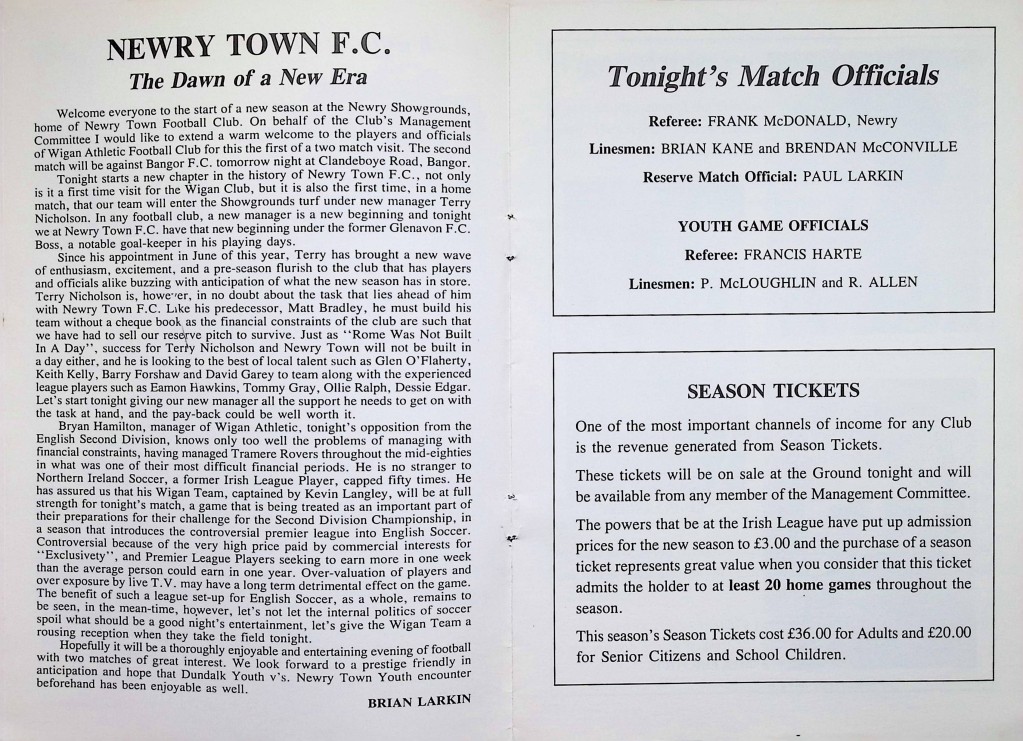 NEWRY TOWN F.C.
The Dawn of a New Era
Welcome everyone to the start of a new season at the Newry Showgrounds,
home of Newry Town Football Club. On behalf of the Club's Management
Committee I would like to extend a warm welcome to the players and officials
of Wigan Athletic Football Club for this the first of a two match visit. The second
match will be against Bangor F.C. tomorrow night at Clandeboye Road, Bangor.
Tonight starts a new chapter in the history of Newry Town F.C., not only
is it a first time visit for the Wigan Club, but it is also the first time, in a home
match, that our team will enter the Showgrounds turf under new manager Terry
Nicholson. In any football club, a new manager is a new beginning and tonight
we at Newry Town F.C. have that new beginning under the former Glenavon F.C.
Boss, a notable goal-keeper in his playing days.
Since his appointment in June of this year, Terry has brought a new wave
of enthusiasm, excitement, and a pre-season flurish to the club that has players
and officials alike buzzing with anticipation of what the new season has in store.
Terry Nicholson is, however, in no doubt about the task that lies ahead of him
with Newry Town F.C. Like his predecessor, Matt Bradley, he must build his
team without a cheque book as the financial constraints of the club are such that
we have had to sell our reserve pitch to survive. Just as "Rome Was Not Built
In A Day", success for Terry Nicholson and Newry Town will not be built in
a day either, and he is looking to the best of local talent such as Glen O'Flaherty,
Keith Kelly, Barry Forshaw and David Garey to team along with the experienced
league players such as Eamon Hawkins, Tommy Gray, Ollie Ralph, Dessie Edgar.
Let's start tonight giving our new manager all the support he needs to get on with
the task at hand, and the pay-back could be well worth it.
Bryan Hamilton, manager of Wigan Athletic, tonight's opposition from the
English Second Division, knows only too well the problems of managing with
financial constraints, having managed Tramere Rovers throughout the mid-eighties
in what was one of their most difficult financial periods. He is no stranger to
Northern Ireland Soccer, a former Irish League Player, capped fifty times. He
has assured us that his Wigan Team, captained by Kevin Langley, will be at full
strength for tonight's match, a game that is being treated as an important part of
their preparations for their challenge for the Second Division Championship, in
a season that introduces the controversial premier league into English Soccer.
Controversial because of the very high price paid by commercial interests for
"Exclusivety", and Premier League Players seeking to earn more in one week
than the average person could earn in one year. Over-valuation of players and
over exposure by live T.V. may have a long term detrimental effect on the game.
The benefit of such a league set-up for English Soccer, as a whole, remains to
be seen, in the mean-time, however, let's not let the internal politics of soccer
spoil what should be a good night's entertainment, let's give the Wigan Team a
rousing reception when they take the field tonight.
Hopefully it will be a thoroughly enjoyable and entertaining evening of football
with two matches of great interest. We look forward to a prestige friendly in
anticipation and hope that Dundalk Youth v's. Newry Town Youth encounter
beforehand has been enjoyable as well.
BRIAN LARKIN
Tonight's Match Officials
Referee: FRANK McDONALD, Newry
Linesmen: BRIAN KANE and BRENDAN McCONVILLE
Reserve Match Official: PAUL LARKIN
YOUTH GAME OFFICIALS
Referee: FRANCIS HARTE
Linesmen: P. McLOUGHLIN and R. ALLEN
SEASON TICKETS
One of the most important channels of income for any Club
is the revenue generated from Season Tickets.
These tickets will be on sale at the Ground tonight and will
be available from any member of the Management Committee.
The powers that be at the Irish League have put up admission
prices for the new season to £3.00 and the purchase of a season
ticket represents great value when you consider that this ticket
admits the holder to at least 20 home games throughout the
season.
This season's Season Tickets cost £36.00 for Adults and £20.00
for Senior Citizens and School Children.